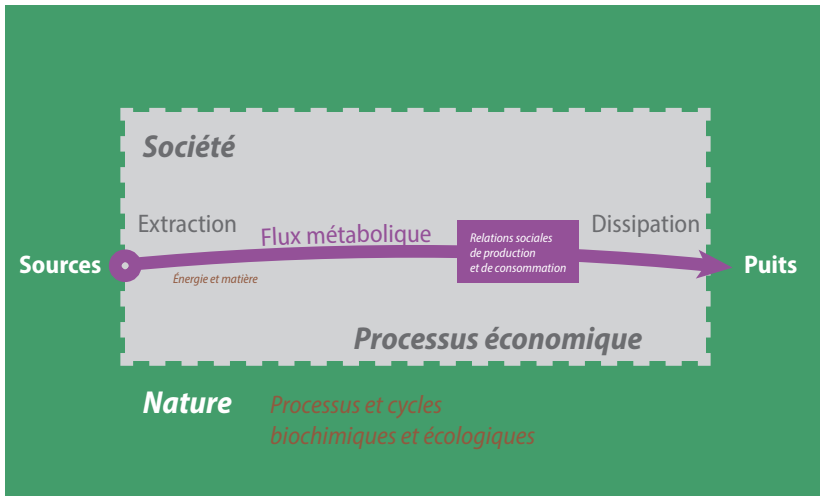 Société
Extraction
Flux métabolique
Relations sociales
de production
et de consommation
Dissipation
Sources
Énergie et matière
Puits
Processus économique
Nature
Processus et cycles
biochimiques et écologiques